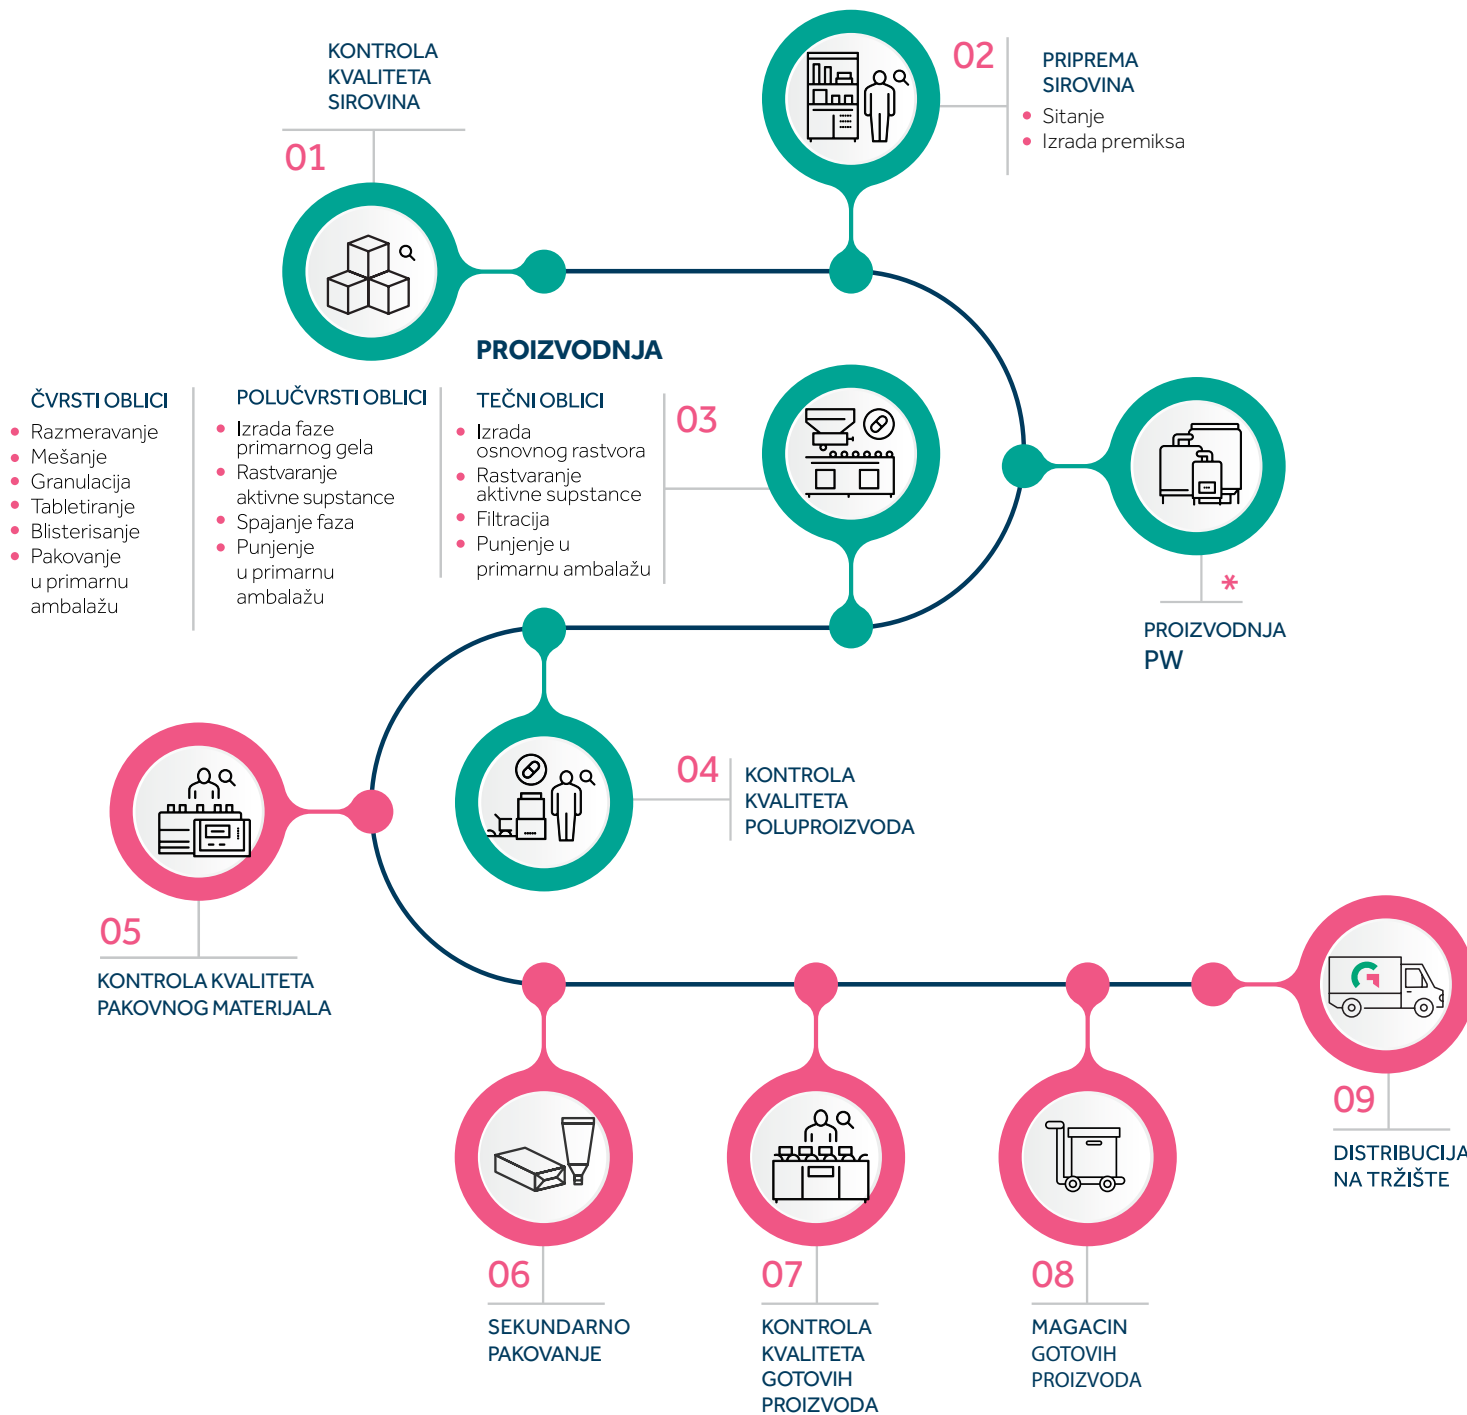 KONTROLA
KVALITETA
SIROVINA
01
02
PRIPREMA
SIROVINA
• Sitanje
• Izrada premiksa
PROIZVODNJA
ČVRSTI OBLICI
• Razmeravanje
• Mešanje
• Granulacija
• Tabletiranje
• Blisterisanje
• Pakovanje
u primarnu
ambalažu
POLUČVRSTI OBLICI
• Izrada faze
primarnog gela
• Rastvaranje
aktivne supstance
• Spajanje faza
• Punjenje
u primarnu
ambalažu
TEČNI OBLICI
• Izrada
osnovnog rastvora
• Rastvaranje
aktivne supstance
• Filtracija
• Punjenje u
primarnu ambalažu
03
*
PROIZVODNJA
PW
04
KONTROLA
KVALITETA
POLUPROIZVODA
05
KONTROLA KVALITETA
PAKOVNOG MATERIJALA
06
SEKUNDARNO
PAKOVANJE
07
KONTROLA
KVALITETA
GOTOVIH
PROIZVODA
08
MAGACIN
GOTOVIH
PROIZVODA
09
DISTRIBUCIJA
NA TRŽIŠTE